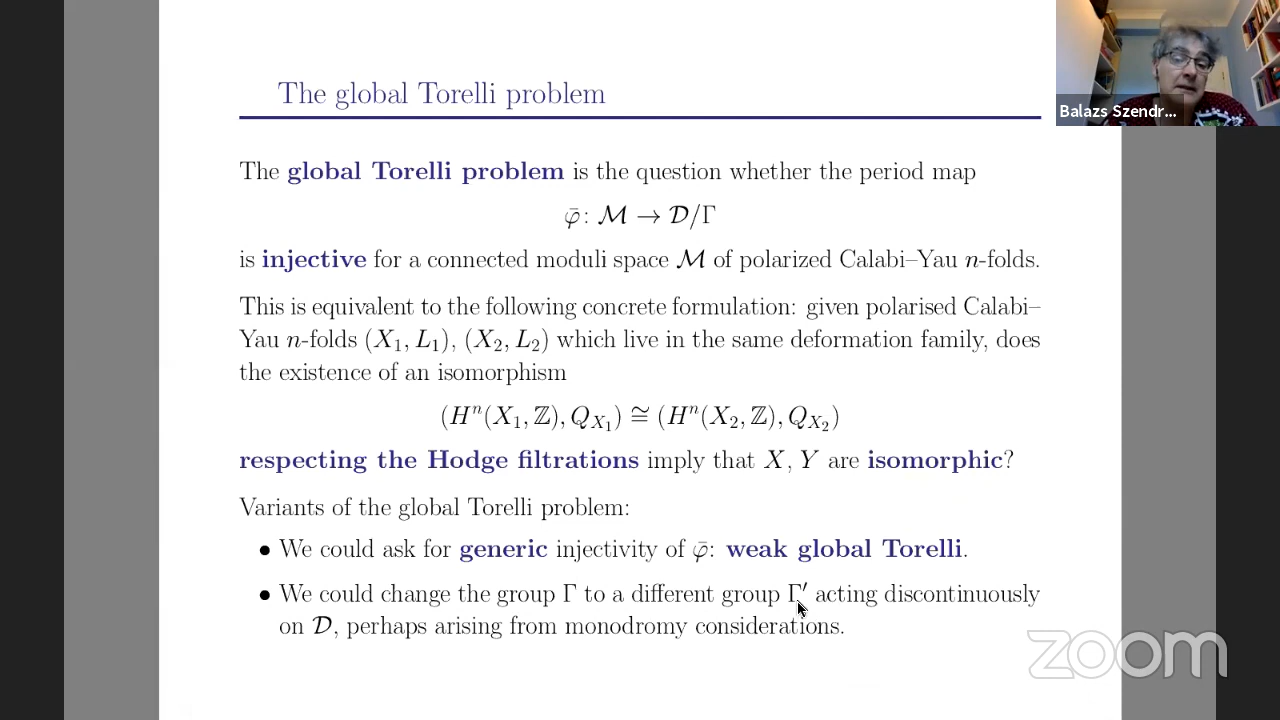 The global Torelli problem
Balazs Szendr...
The global Torelli problem is the question whether the period map
φ̄ : ℳ → 𝒟/Γ
is injective for a connected moduli space ℳ of polarized Calabi–Yau n-folds.
This is equivalent to the following concrete formulation: given polarised Calabi–
Yau n-folds (X₁, L₁), (X₂, L₂) which live in the same deformation family, does
the existence of an isomorphism
(Hⁿ(X₁, ℤ), Q_{X₁}) ≅ (Hⁿ(X₂, ℤ), Q_{X₂})
respecting the Hodge filtrations imply that X, Y are isomorphic?
Variants of the global Torelli problem:
• We could ask for generic injectivity of φ̄: weak global Torelli.
• We could change the group Γ to a different group Γ′ acting discontinuously
on 𝒟, perhaps arising from monodromy considerations.
zoom